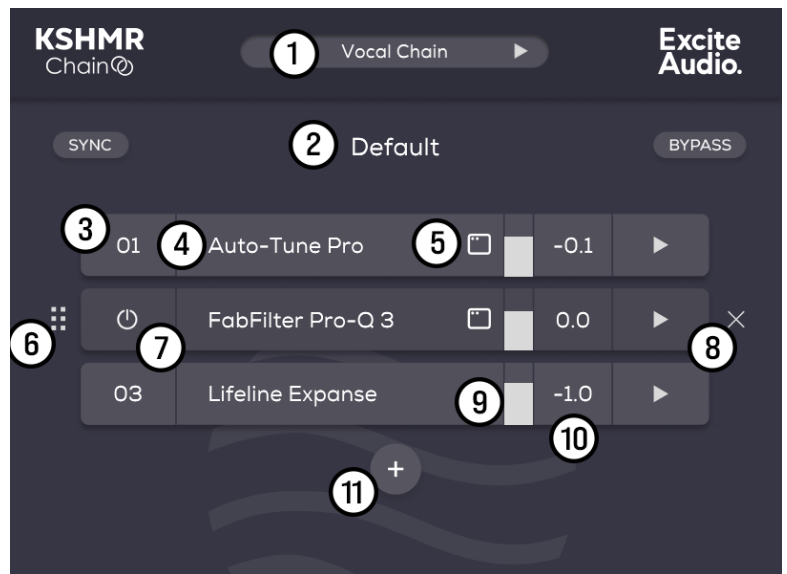 KSHMR
Chain
1
Vocal Chain
Excite
Audio.
SYNC
2
Default
BYPASS
3
01
4
Auto-Tune Pro
5
-0.1
6
7
FabFilter Pro-Q 3
0.0
8
03
Lifeline Expanse
9
-1.0
10
11
+